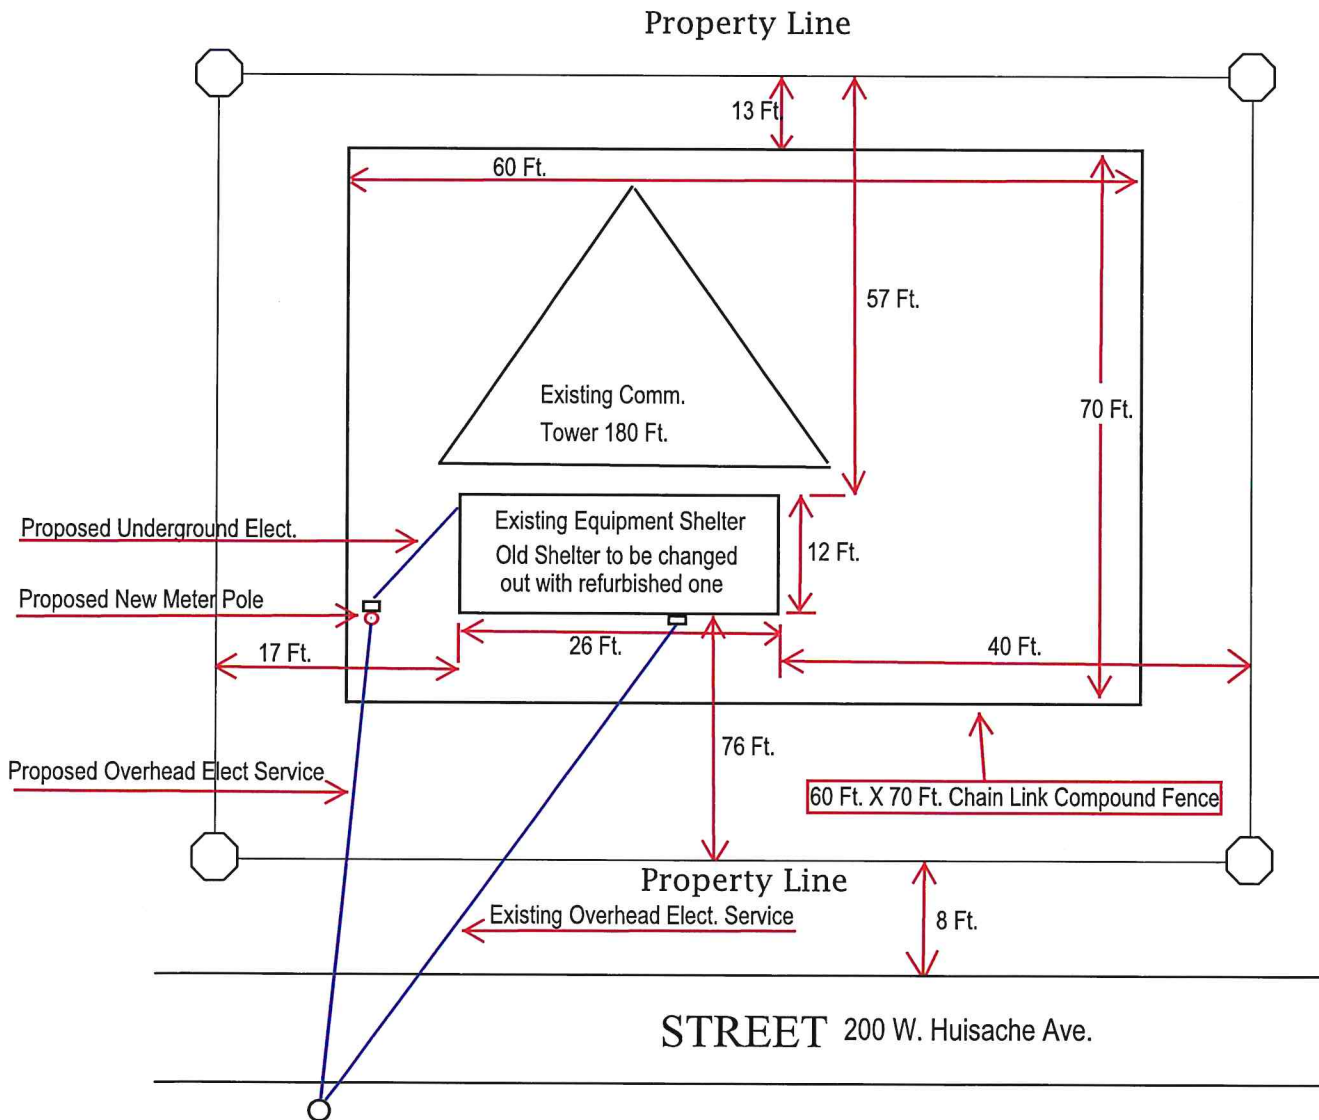 Property Line
13 Ft.
60 Ft.
57 Ft.
Existing Comm.
Tower 180 Ft.
70 Ft.
Existing Equipment Shelter
Old Shelter to be changed
out with refurbished one
Proposed Underground Elect.
12 Ft.
Proposed New Meter Pole
17 Ft.
26 Ft.
40 Ft.
76 Ft.
Proposed Overhead Elect Service
60 Ft. X 70 Ft. Chain Link Compound Fence
Property Line
Existing Overhead Elect. Service
8 Ft.
STREET 200 W. Huisache Ave.